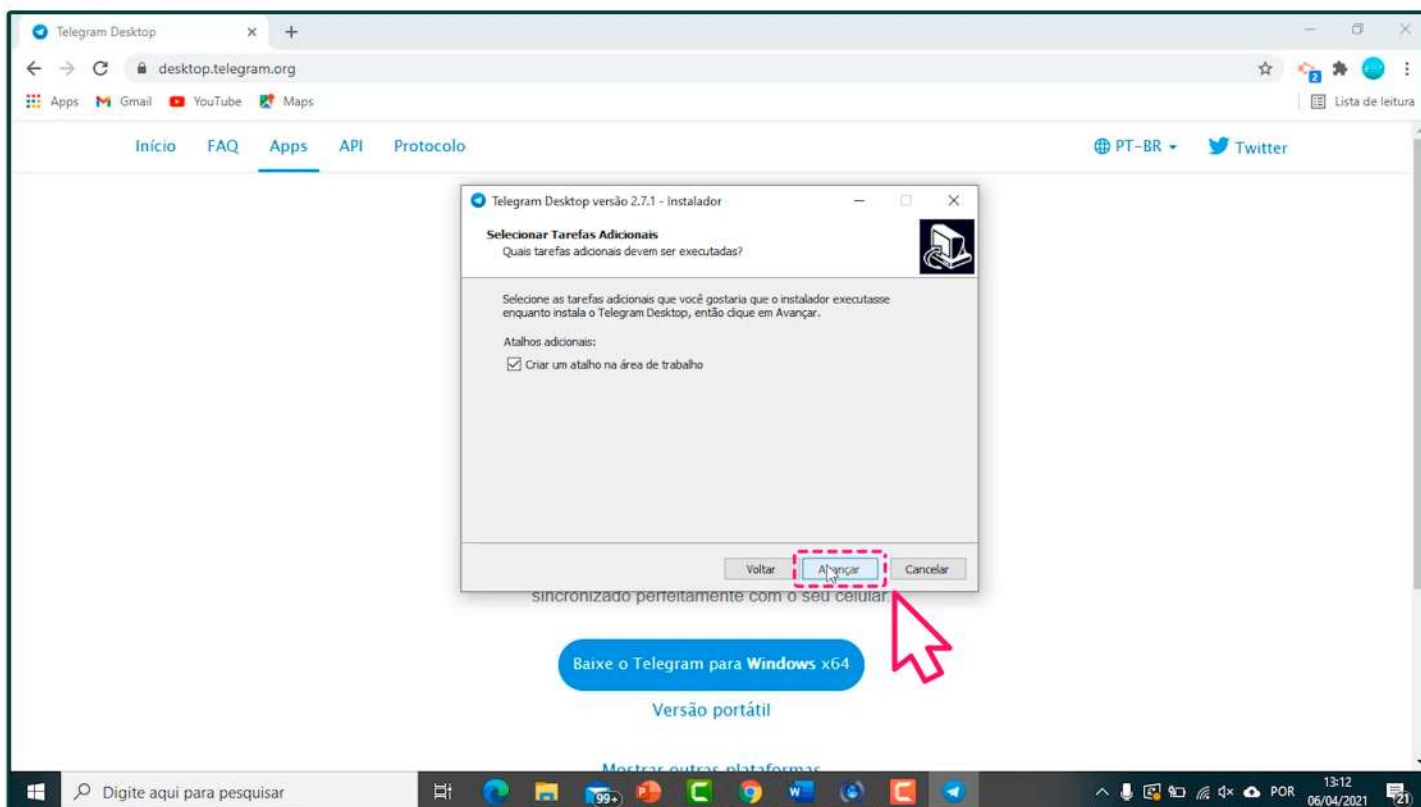 Telegram Desktop
desktop.telegram.org
2
Apps Gmail YouTube Maps Lista de leitura
Início FAQ Apps API Protocolo PT-BR Twitter
Telegram Desktop versão 2.7.1 - Instalador
Selecionar Tarefas Adicionais
Quais tarefas adicionais devem ser executadas?
Selecione as tarefas adicionais que você gostaria que o instalador executasse
enquanto instala o Telegram Desktop, então clique em Avançar.
Atalhos adicionais:
Criar um atalho na área de trabalho
Voltar Avançar Cancelar
sincronizado perfeitamente com o seu celular.
Baixe o Telegram para Windows x64
Versão portátil
Mostrar outras plataformas
Digite aqui para pesquisar 99+ POR 13:12
06/04/2021 21